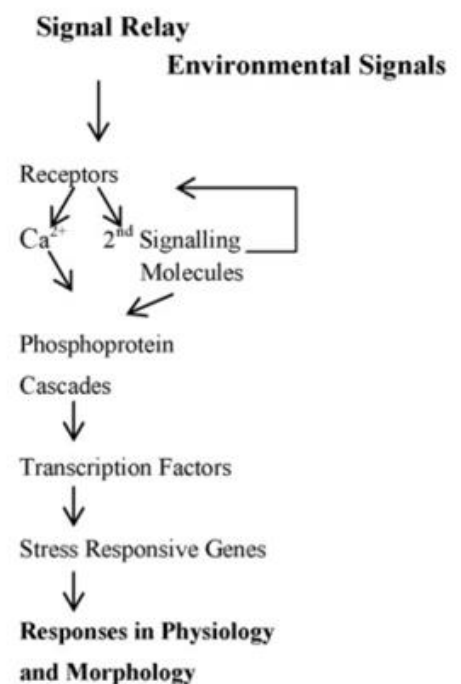 Signal Relay
Environmental Signals
Receptors
Ca²⁺ 2ⁿᵈ Signalling
Molecules
Phosphoprotein
Cascades
Transcription Factors
Stress Responsive Genes
Responses in Physiology
and Morphology